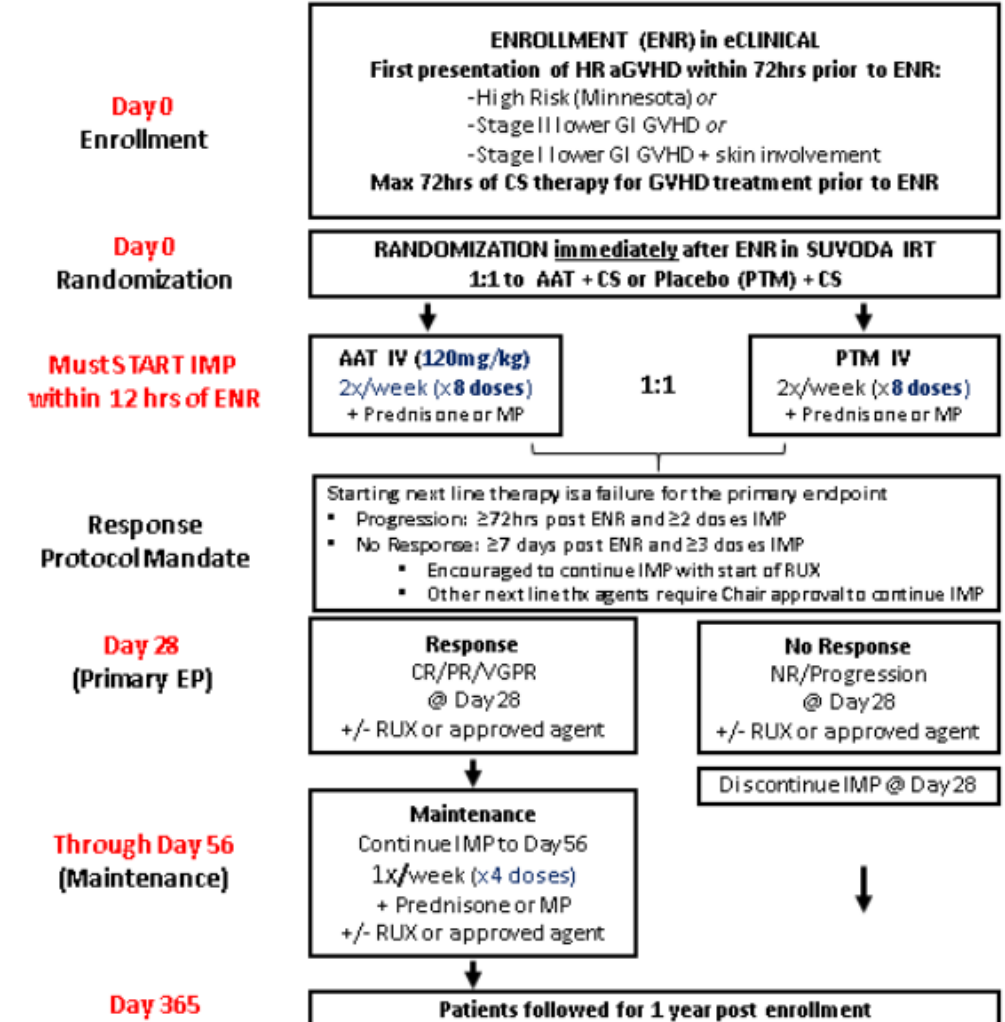 ENROLLMENT (ENR) in eCLINICAL
First presentation of HR aGVHD within 72hrs prior to ENR:
-High Risk (Minnesota) or
-Stage II lower GI GVHD or
-Stage I lower GI GVHD + skin involvement
Max 72hrs of CS therapy for GVHD treatment prior to ENR
Day 0
Enrollment
Day 0
Randomization
RANDOMIZATION immediately after ENR in SUVODA IRT
1:1 to AAT + CS or Placebo (PTM) + CS
Must START IMP
within 12 hrs of ENR
AAT IV (120mg/kg)
2x/week (x8 doses)
+ Prednisone or MP
1:1
PTM IV
2x/week (x8 doses)
+ Prednisone or MP
Response
Protocol Mandate
Starting next line therapy is a failure for the primary endpoint
▪ Progression: ≥72hrs post ENR and ≥2 doses IMP
▪ No Response: ≥7 days post ENR and ≥3 doses IMP
▪ Encouraged to continue IMP with start of RUX
▪ Other next line thx agents require Chair approval to continue IMP
Day 28
(Primary EP)
Response
CR/PR/VGPR
@ Day 28
+/- RUX or approved agent
No Response
NR/Progression
@ Day 28
+/- RUX or approved agent
Discontinue IMP @ Day 28
Through Day 56
(Maintenance)
Maintenance
Continue IMP to Day 56
1x/week (x4 doses)
+ Prednisone or MP
+/- RUX or approved agent
Day 365
Patients followed for 1 year post enrollment